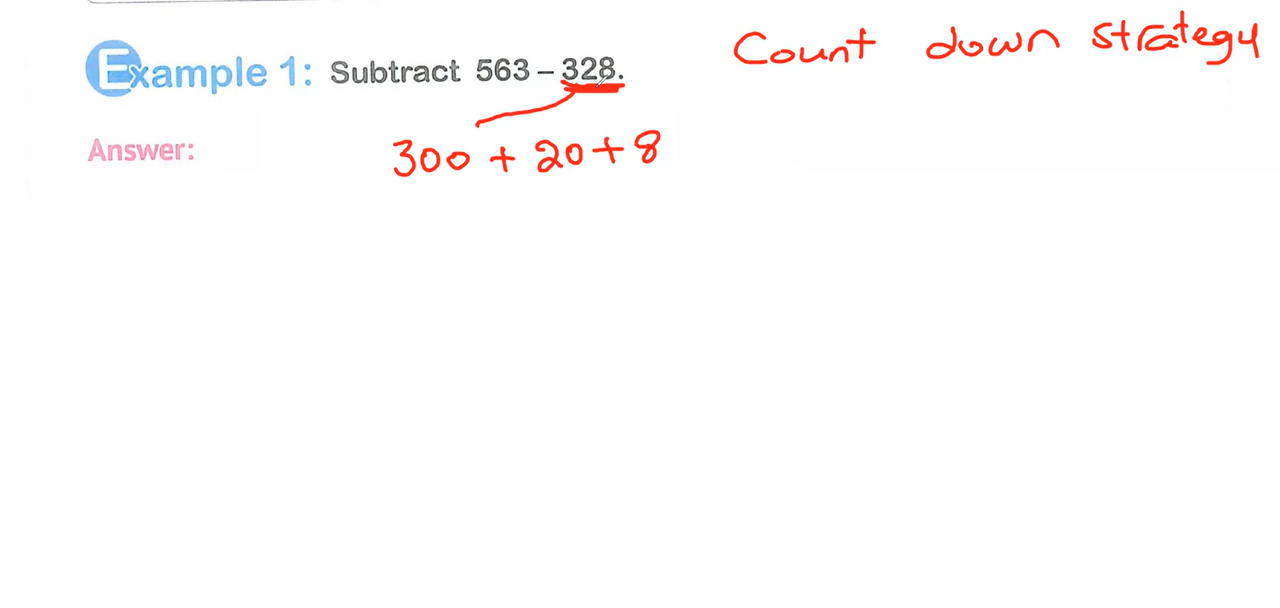 Count down strategy
Example 1: Subtract 563 – 328.
Answer:
300 + 20 + 8